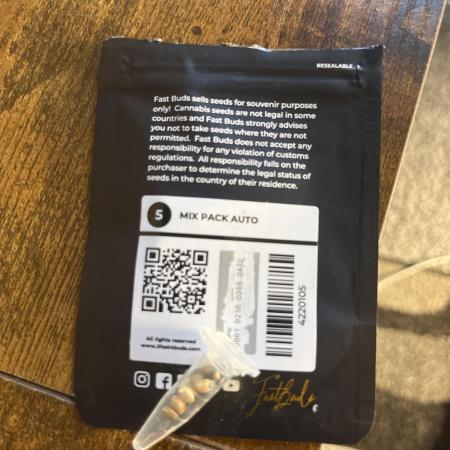 RESEALABLE
Fast Buds sells seeds for souvenir purposes
only! Cannabis seeds are not legal in some
countries and Fast Buds strongly advises
you not to take seeds where they are not
permitted. Fast Buds does not accept any
responsibility for any violation of customs
regulations. All responsibility falls on the
purchaser to determine the legal status of
seeds in the country of their residence.
5 MIX PACK AUTO
4220105
All rights reserved
www.2fast4buds.com
FastBuds